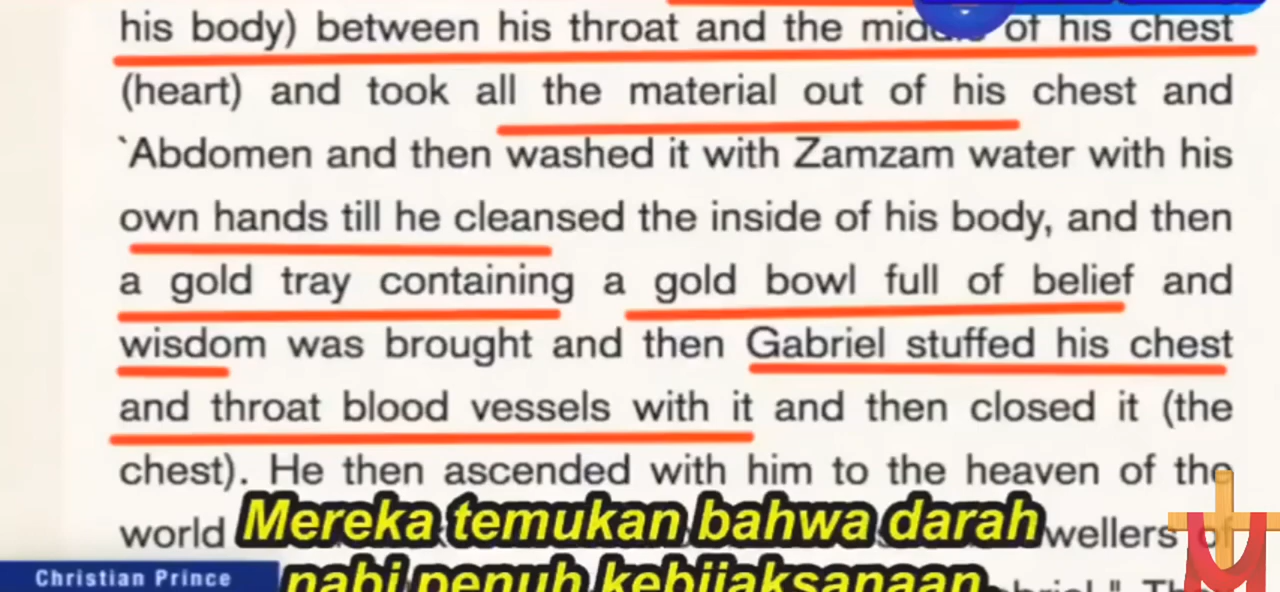 his body) between his throat and the middle of his chest
(heart) and took all the material out of his chest and
`Abdomen and then washed it with Zamzam water with his
own hands till he cleansed the inside of his body, and then
a gold tray containing a gold bowl full of belief and
wisdom was brought and then Gabriel stuffed his chest
and throat blood vessels with it and then closed it (the
chest). He then ascended with him to the heaven of the
world
Mereka temukan bahwa darah
nabi penuh kebijaksanaan
Christian Prince